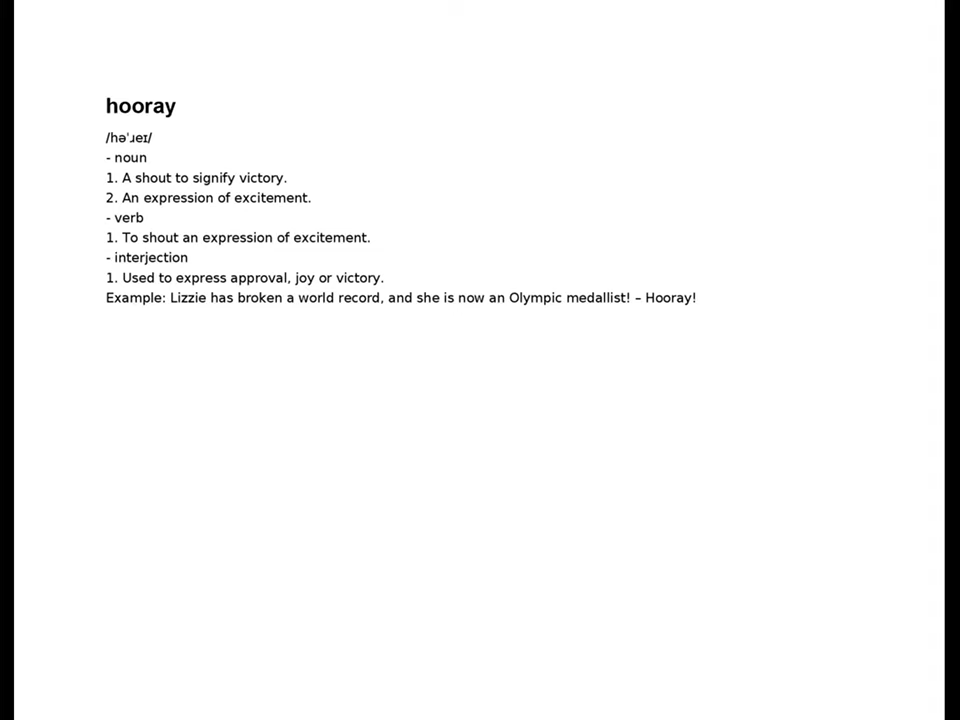 hooray
/həˈɹeɪ/
- noun
1. A shout to signify victory.
2. An expression of excitement.
- verb
1. To shout an expression of excitement.
- interjection
1. Used to express approval, joy or victory.
Example: Lizzie has broken a world record, and she is now an Olympic medallist! – Hooray!